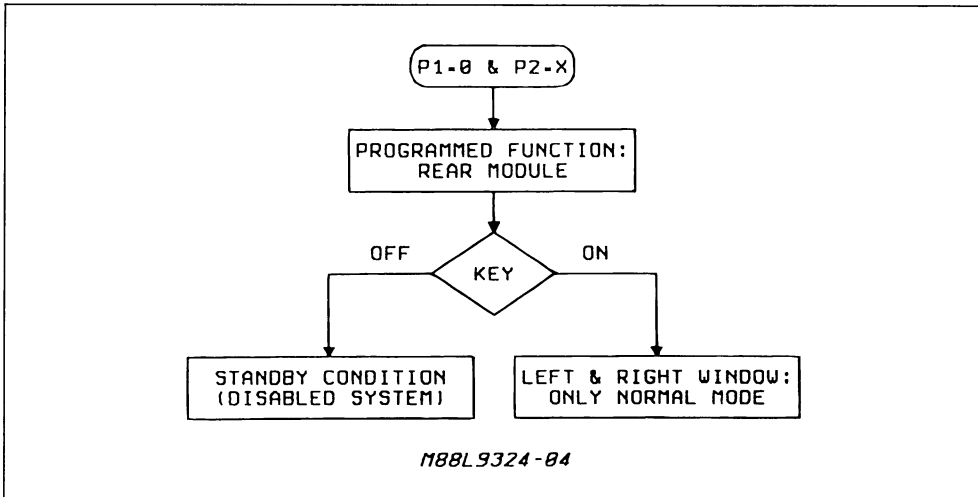 P1=0 & P2=X
PROGRAMMED FUNCTION:
REAR MODULE
OFF
KEY
ON
STANDBY CONDITION
(DISABLED SYSTEM)
LEFT & RIGHT WINDOW:
ONLY NORMAL MODE
M88L9324-04